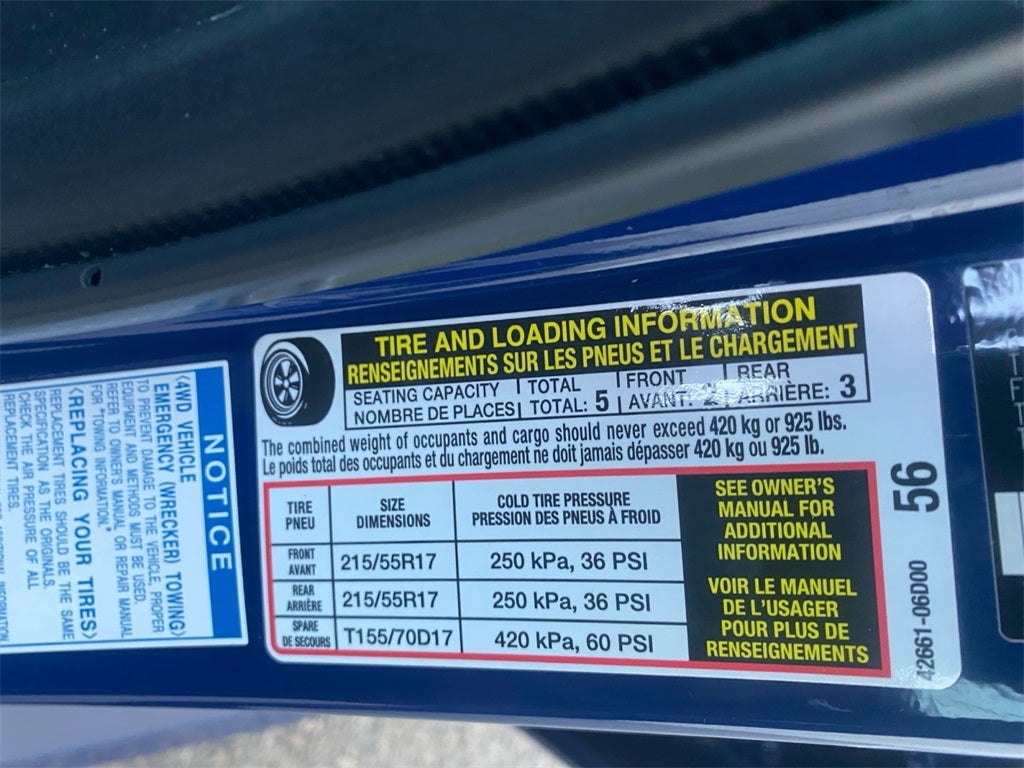 TIRE AND LOADING INFORMATION
RENSEIGNEMENTS SUR LES PNEUS ET LE CHARGEMENT
SEATING CAPACITY TOTAL FRONT REAR
NOMBRE DE PLACES TOTAL: 5 AVANT: 2 ARRIÈRE: 3
The combined weight of occupants and cargo should never exceed 420 kg or 925 lbs.
Le poids total des occupants et du chargement ne doit jamais dépasser 420 kg ou 925 lb.
TIRE
PNEU
SIZE
DIMENSIONS
COLD TIRE PRESSURE
PRESSION DES PNEUS À FROID
FRONT
AVANT
215/55R17
250 kPa, 36 PSI
REAR
ARRIÈRE
215/55R17
250 kPa, 36 PSI
SPARE
DE SECOURS
T155/70D17
420 kPa, 60 PSI
SEE OWNER'S
MANUAL FOR
ADDITIONAL
INFORMATION
VOIR LE MANUEL
DE L'USAGER
POUR PLUS DE
RENSEIGNEMENTS
56
42661-06D00
NOTICE
<4WD VEHICLE
EMERGENCY (WRECKER) TOWING>
TO PREVENT DAMAGE TO THE VEHICLE, PROPER
EQUIPMENT AND METHODS MUST BE USED.
REFER TO OWNER'S MANUAL OR REPAIR MANUAL
FOR "TOWING INFORMATION."
<REPLACING YOUR TIRES>
REPLACEMENT TIRES SHOULD BE THE SAME
SPECIFICATION AS THE ORIGINALS.
CHECK THE AIR PRESSURE OF ALL
REPLACEMENT TIRES.